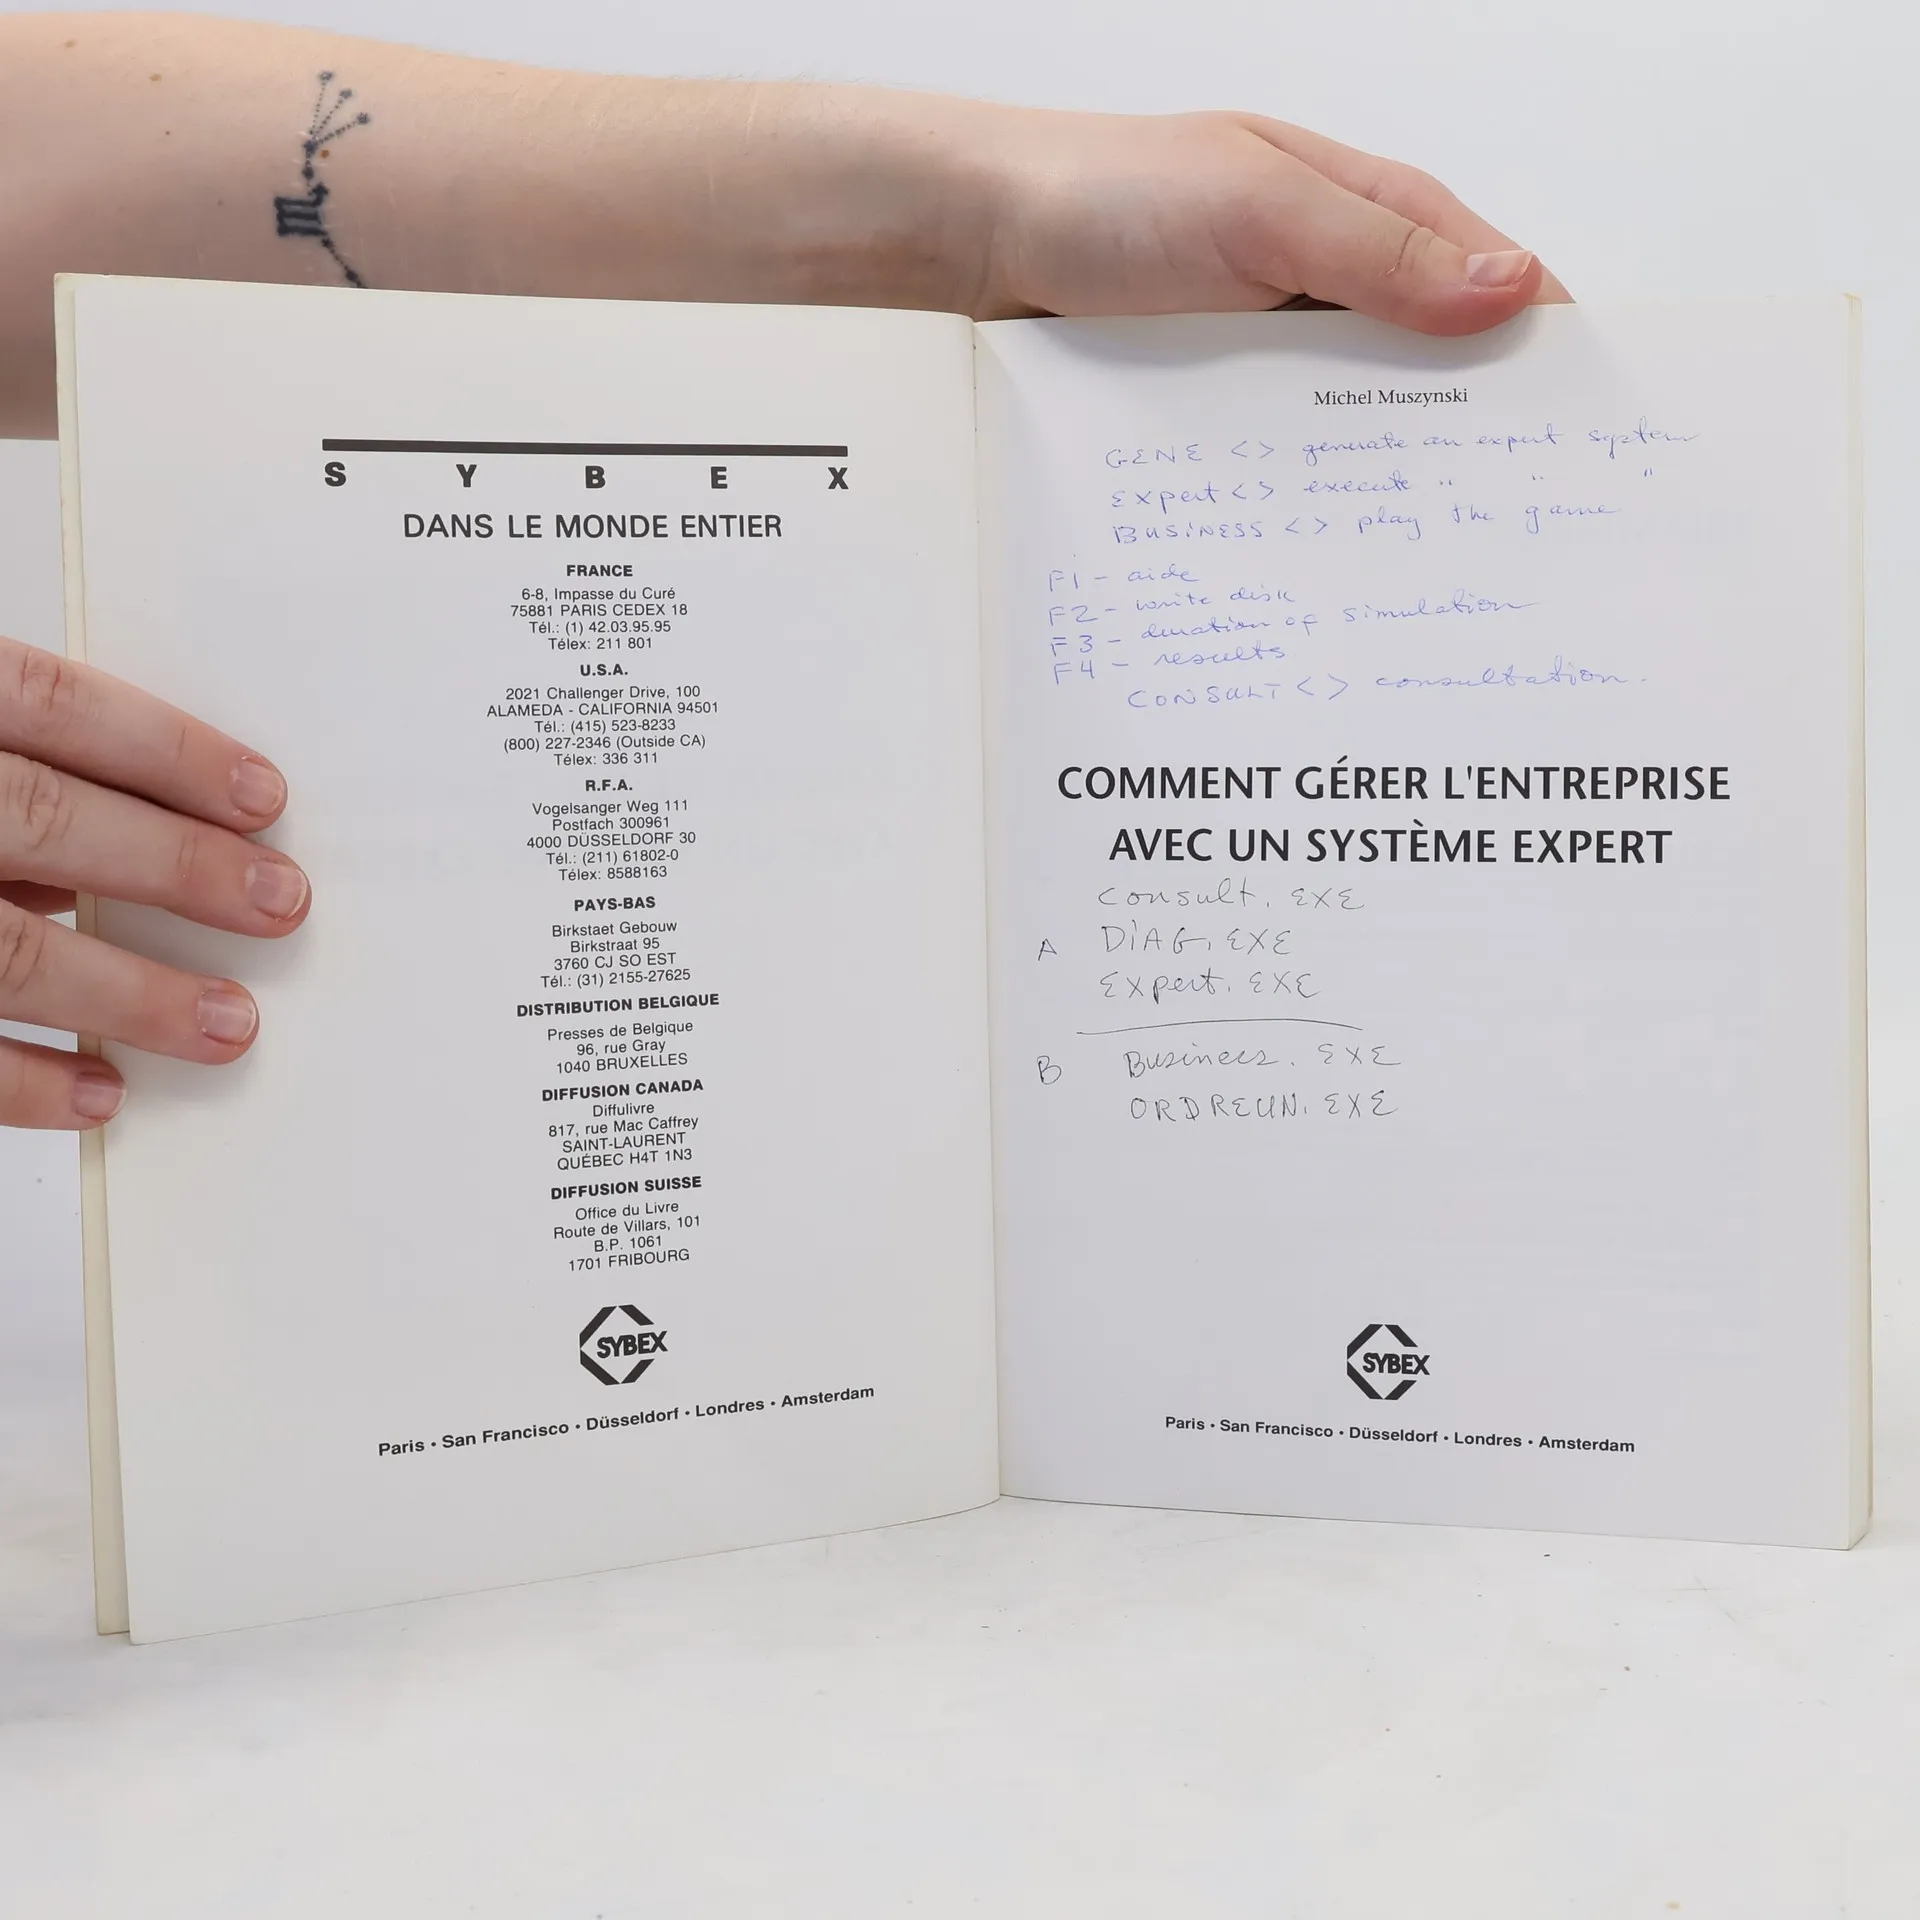 S Y B E X
DANS LE MONDE ENTIER
FRANCE
6-8, Impasse du Curé
75881 PARIS CEDEX 18
Tél.: (1) 42.03.95.95
Télex: 211 801
U.S.A.
2021 Challenger Drive, 100
ALAMEDA - CALIFORNIA 94501
Tél.: (415) 523-8233
(800) 227-2346 (Outside CA)
Télex: 336 311
R.F.A.
Vogelsanger Weg 111
Postfach 300961
4000 DÜSSELDORF 30
Tél.: (211) 61802-0
Télex: 8588163
PAYS-BAS
Birkstaet Gebouw
Birkstraat 95
3760 CJ SO EST
Tél.: (31) 2155-27625
DISTRIBUTION BELGIQUE
Presses de Belgique
96, rue Gray
1040 BRUXELLES
DIFFUSION CANADA
Diffulivre
817, rue Mac Caffrey
SAINT-LAURENT
QUÉBEC H4T 1N3
DIFFUSION SUISSE
Office du Livre
Route de Villars, 101
B.P. 1061
1701 FRIBOURG
SYBEX
Paris • San Francisco • Düsseldorf • Londres • Amsterdam
Michel Muszynski
GENE <> generate an expert system
Expert <> execute " " "
BUSINESS <> play the game
F1 - aide
F2 - write disk
F3 - duration of simulation
F4 - results
CONSULT <> consultation.
COMMENT GÉRER L'ENTREPRISE
AVEC UN SYSTÈME EXPERT
Consult. EXE
A DIAG. EXE
Expert. EXE
B Business. EXE
ORDREUN. EXE
SYBEX
Paris • San Francisco • Düsseldorf • Londres • Amsterdam